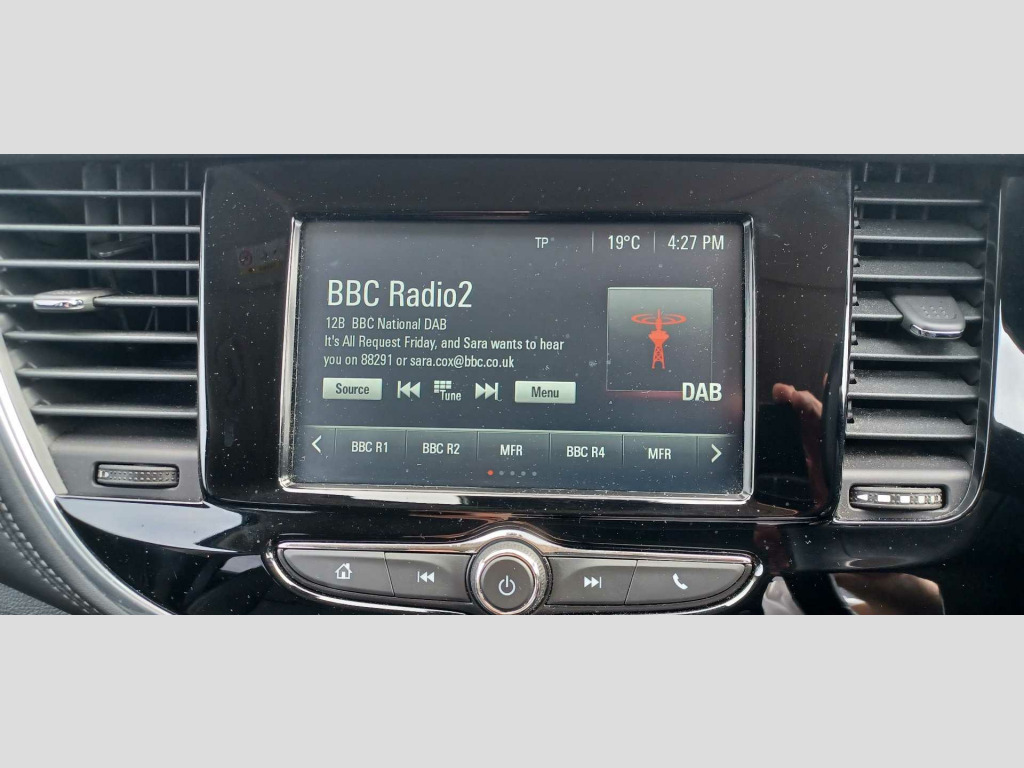 TP
19°C
4:27 PM
BBC Radio2
12B BBC National DAB
It's All Request Friday, and Sara wants to hear
you on 88291 or sara.cox@bbc.co.uk
DAB
Source
Tune
Menu
BBC R1
BBC R2
MFR
BBC R4
MFR